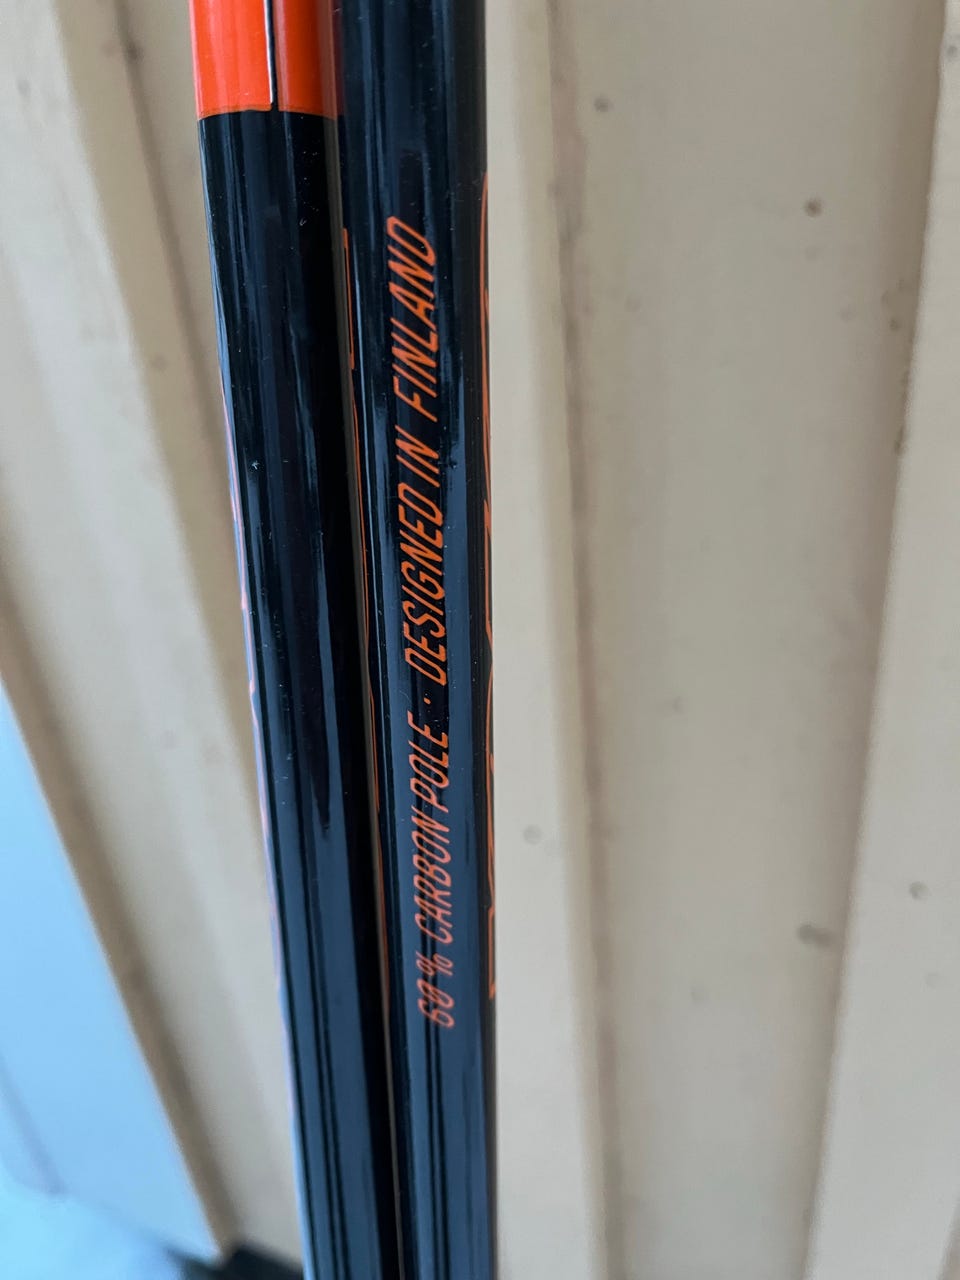 60% CARBON POLE · DESIGNED IN FINLAND